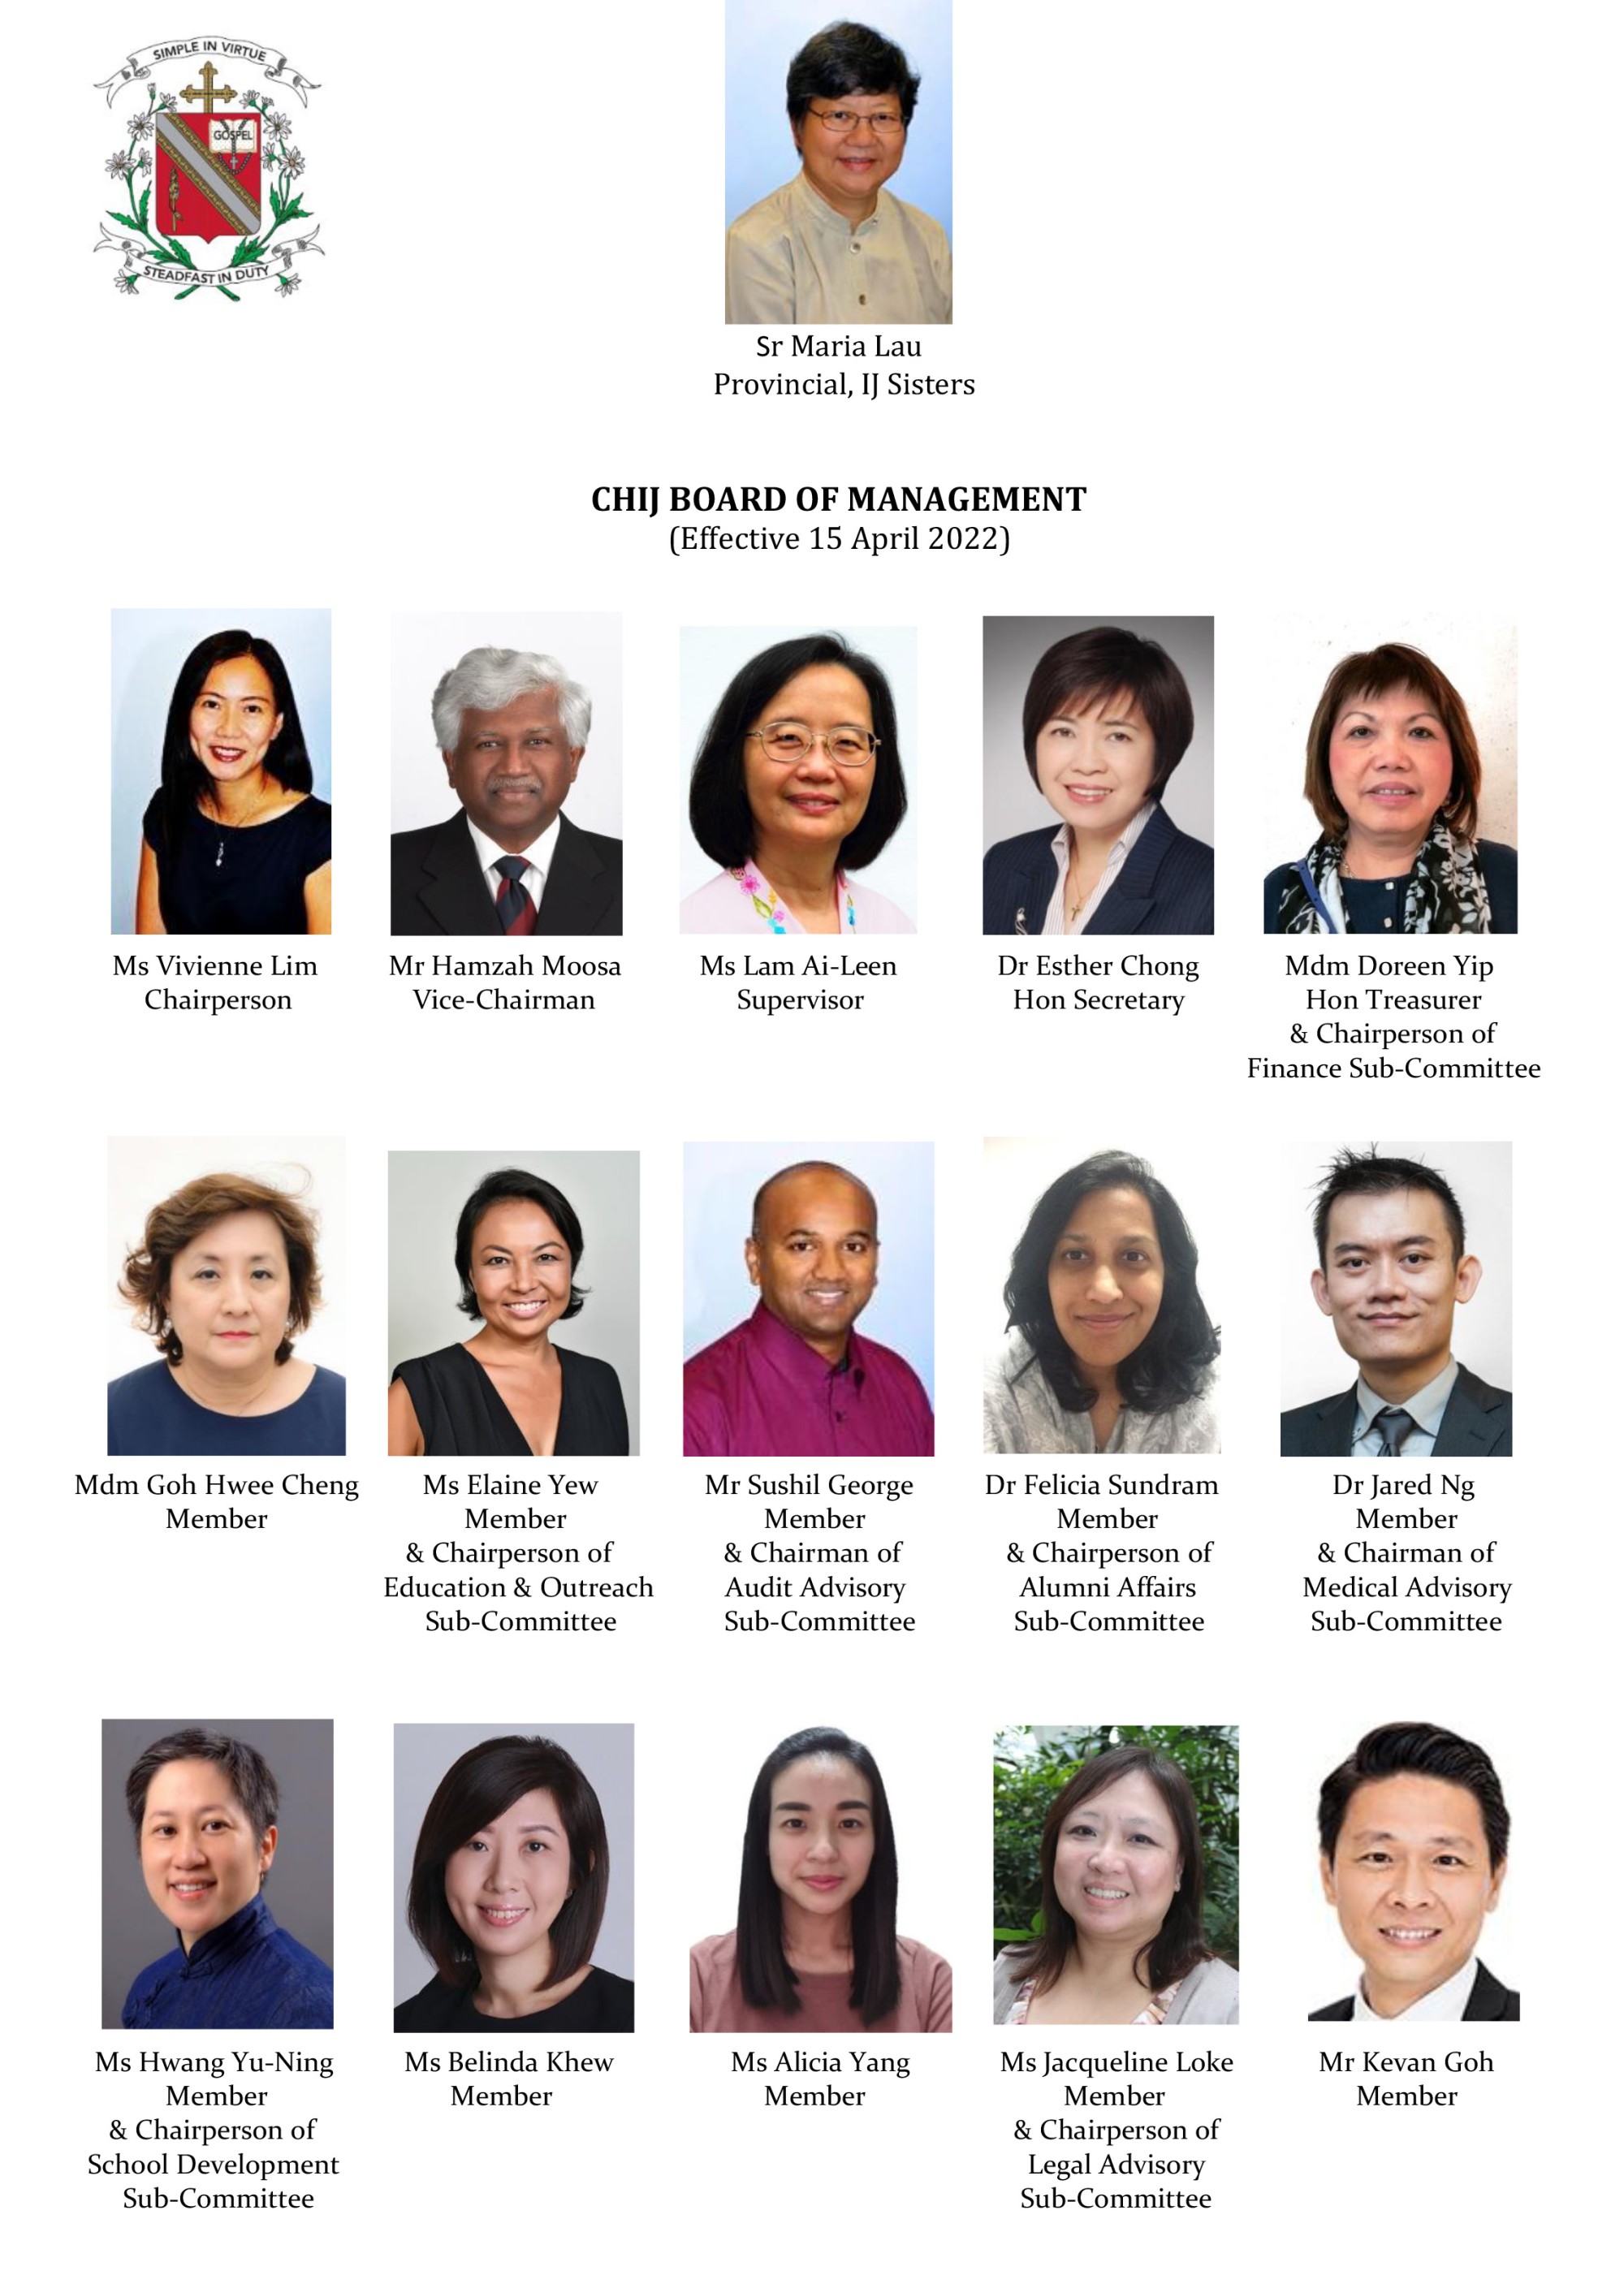 SIMPLE IN VIRTUE
GOSPEL
STEADFAST IN DUTY
Sr Maria Lau
Provincial, IJ Sisters
CHIJ BOARD OF MANAGEMENT
(Effective 15 April 2022)
Ms Vivienne Lim
Chairperson
Mr Hamzah Moosa
Vice-Chairman
Ms Lam Ai-Leen
Supervisor
Dr Esther Chong
Hon Secretary
Mdm Doreen Yip
Hon Treasurer
& Chairperson of
Finance Sub-Committee
Mdm Goh Hwee Cheng
Member
Ms Elaine Yew
Member
& Chairperson of
Education & Outreach
Sub-Committee
Mr Sushil George
Member
& Chairman of
Audit Advisory
Sub-Committee
Dr Felicia Sundram
Member
& Chairperson of
Alumni Affairs
Sub-Committee
Dr Jared Ng
Member
& Chairman of
Medical Advisory
Sub-Committee
Ms Hwang Yu-Ning
Member
& Chairperson of
School Development
Sub-Committee
Ms Belinda Khew
Member
Ms Alicia Yang
Member
Ms Jacqueline Loke
Member
& Chairperson of
Legal Advisory
Sub-Committee
Mr Kevan Goh
Member